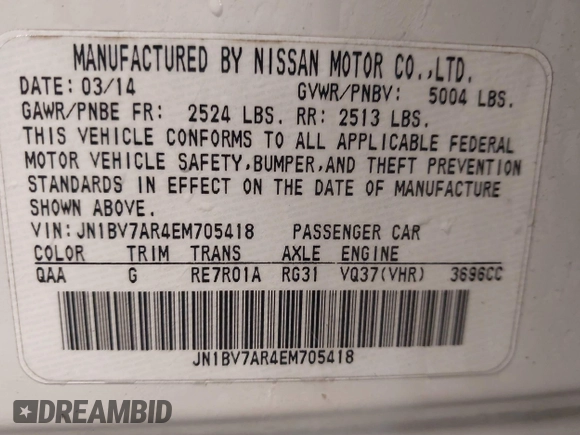 MANUFACTURED BY NISSAN MOTOR CO.,LTD.
DATE: 03/14 GVWR/PNBV: 5004 LBS.
GAWR/PNBE FR: 2524 LBS. RR: 2513 LBS.
THIS VEHICLE CONFORMS TO ALL APPLICABLE FEDERAL
MOTOR VEHICLE SAFETY,BUMPER,AND THEFT PREVENTION
STANDARDS IN EFFECT ON THE DATE OF MANUFACTURE
SHOWN ABOVE.
VIN:JN1BV7AR4EM705418 PASSENGER CAR
COLOR TRIM TRANS AXLE ENGINE
QAA G RE7R01A RG31 VQ37(VHR) 3696CC
JN1BV7AR4EM705418
DREAMBID